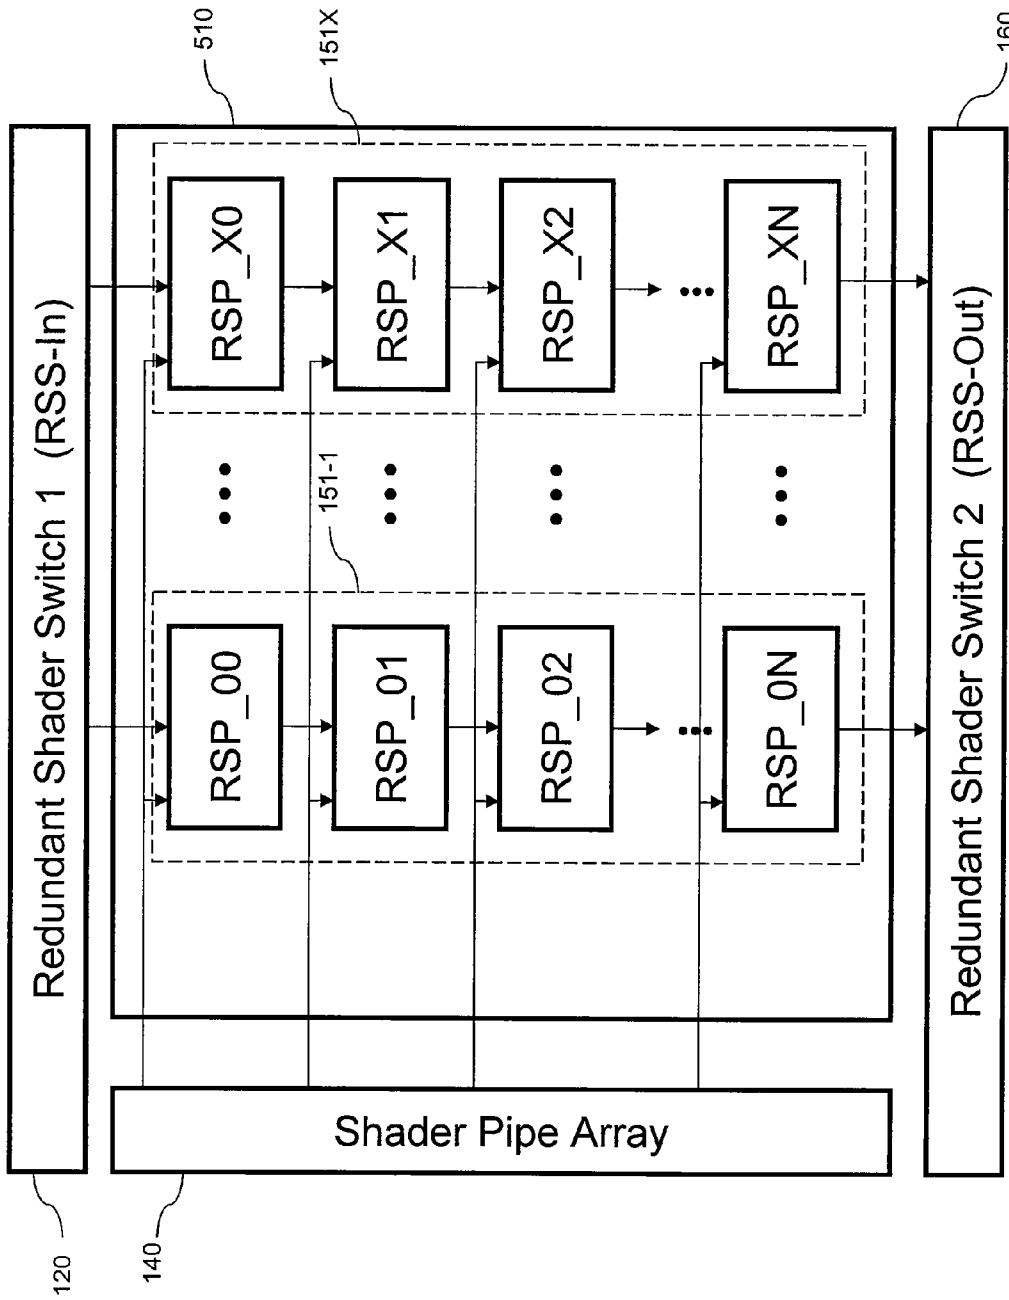 Redundant Shader Switch 1 (RSS-In)
120
510
151X
RSP_00
RSP_X0
RSP_01
RSP_X1
151-1
RSP_02
RSP_X2
RSP_0N
RSP_XN
Shader Pipe Array
140
Redundant Shader Switch 2 (RSS-Out)
160